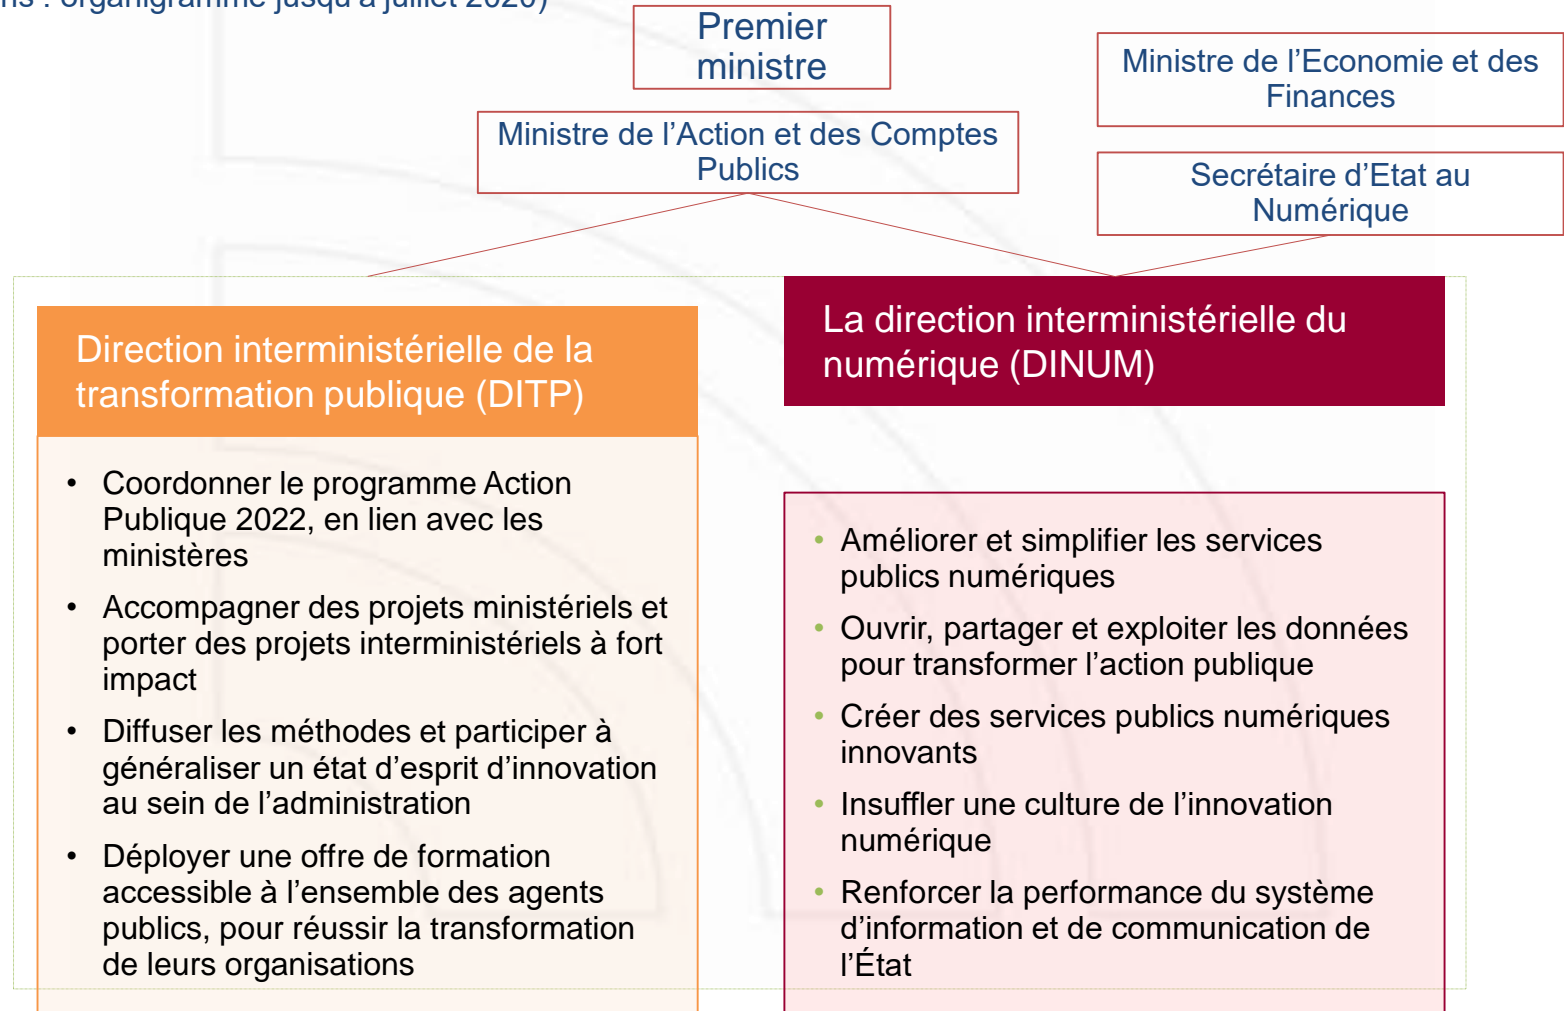 : organigramme jusqu'à juillet 2020)
Premier
ministre
Ministre de l'Economie et des
Finances
Ministre de l'Action et des Comptes
Publics
Secrétaire d'Etat au
Numérique
Direction interministérielle de la
transformation publique (DITP)
• Coordonner le programme Action
Publique 2022, en lien avec les
ministères
• Accompagner des projets ministériels et
porter des projets interministériels à fort
impact
• Diffuser les méthodes et participer à
généraliser un état d'esprit d'innovation
au sein de l'administration
• Déployer une offre de formation
accessible à l'ensemble des agents
publics, pour réussir la transformation
de leurs organisations
La direction interministérielle du
numérique (DINUM)
• Améliorer et simplifier les services
publics numériques
• Ouvrir, partager et exploiter les données
pour transformer l'action publique
• Créer des services publics numériques
innovants
• Insuffler une culture de l'innovation
numérique
• Renforcer la performance du système
d'information et de communication de
l'État